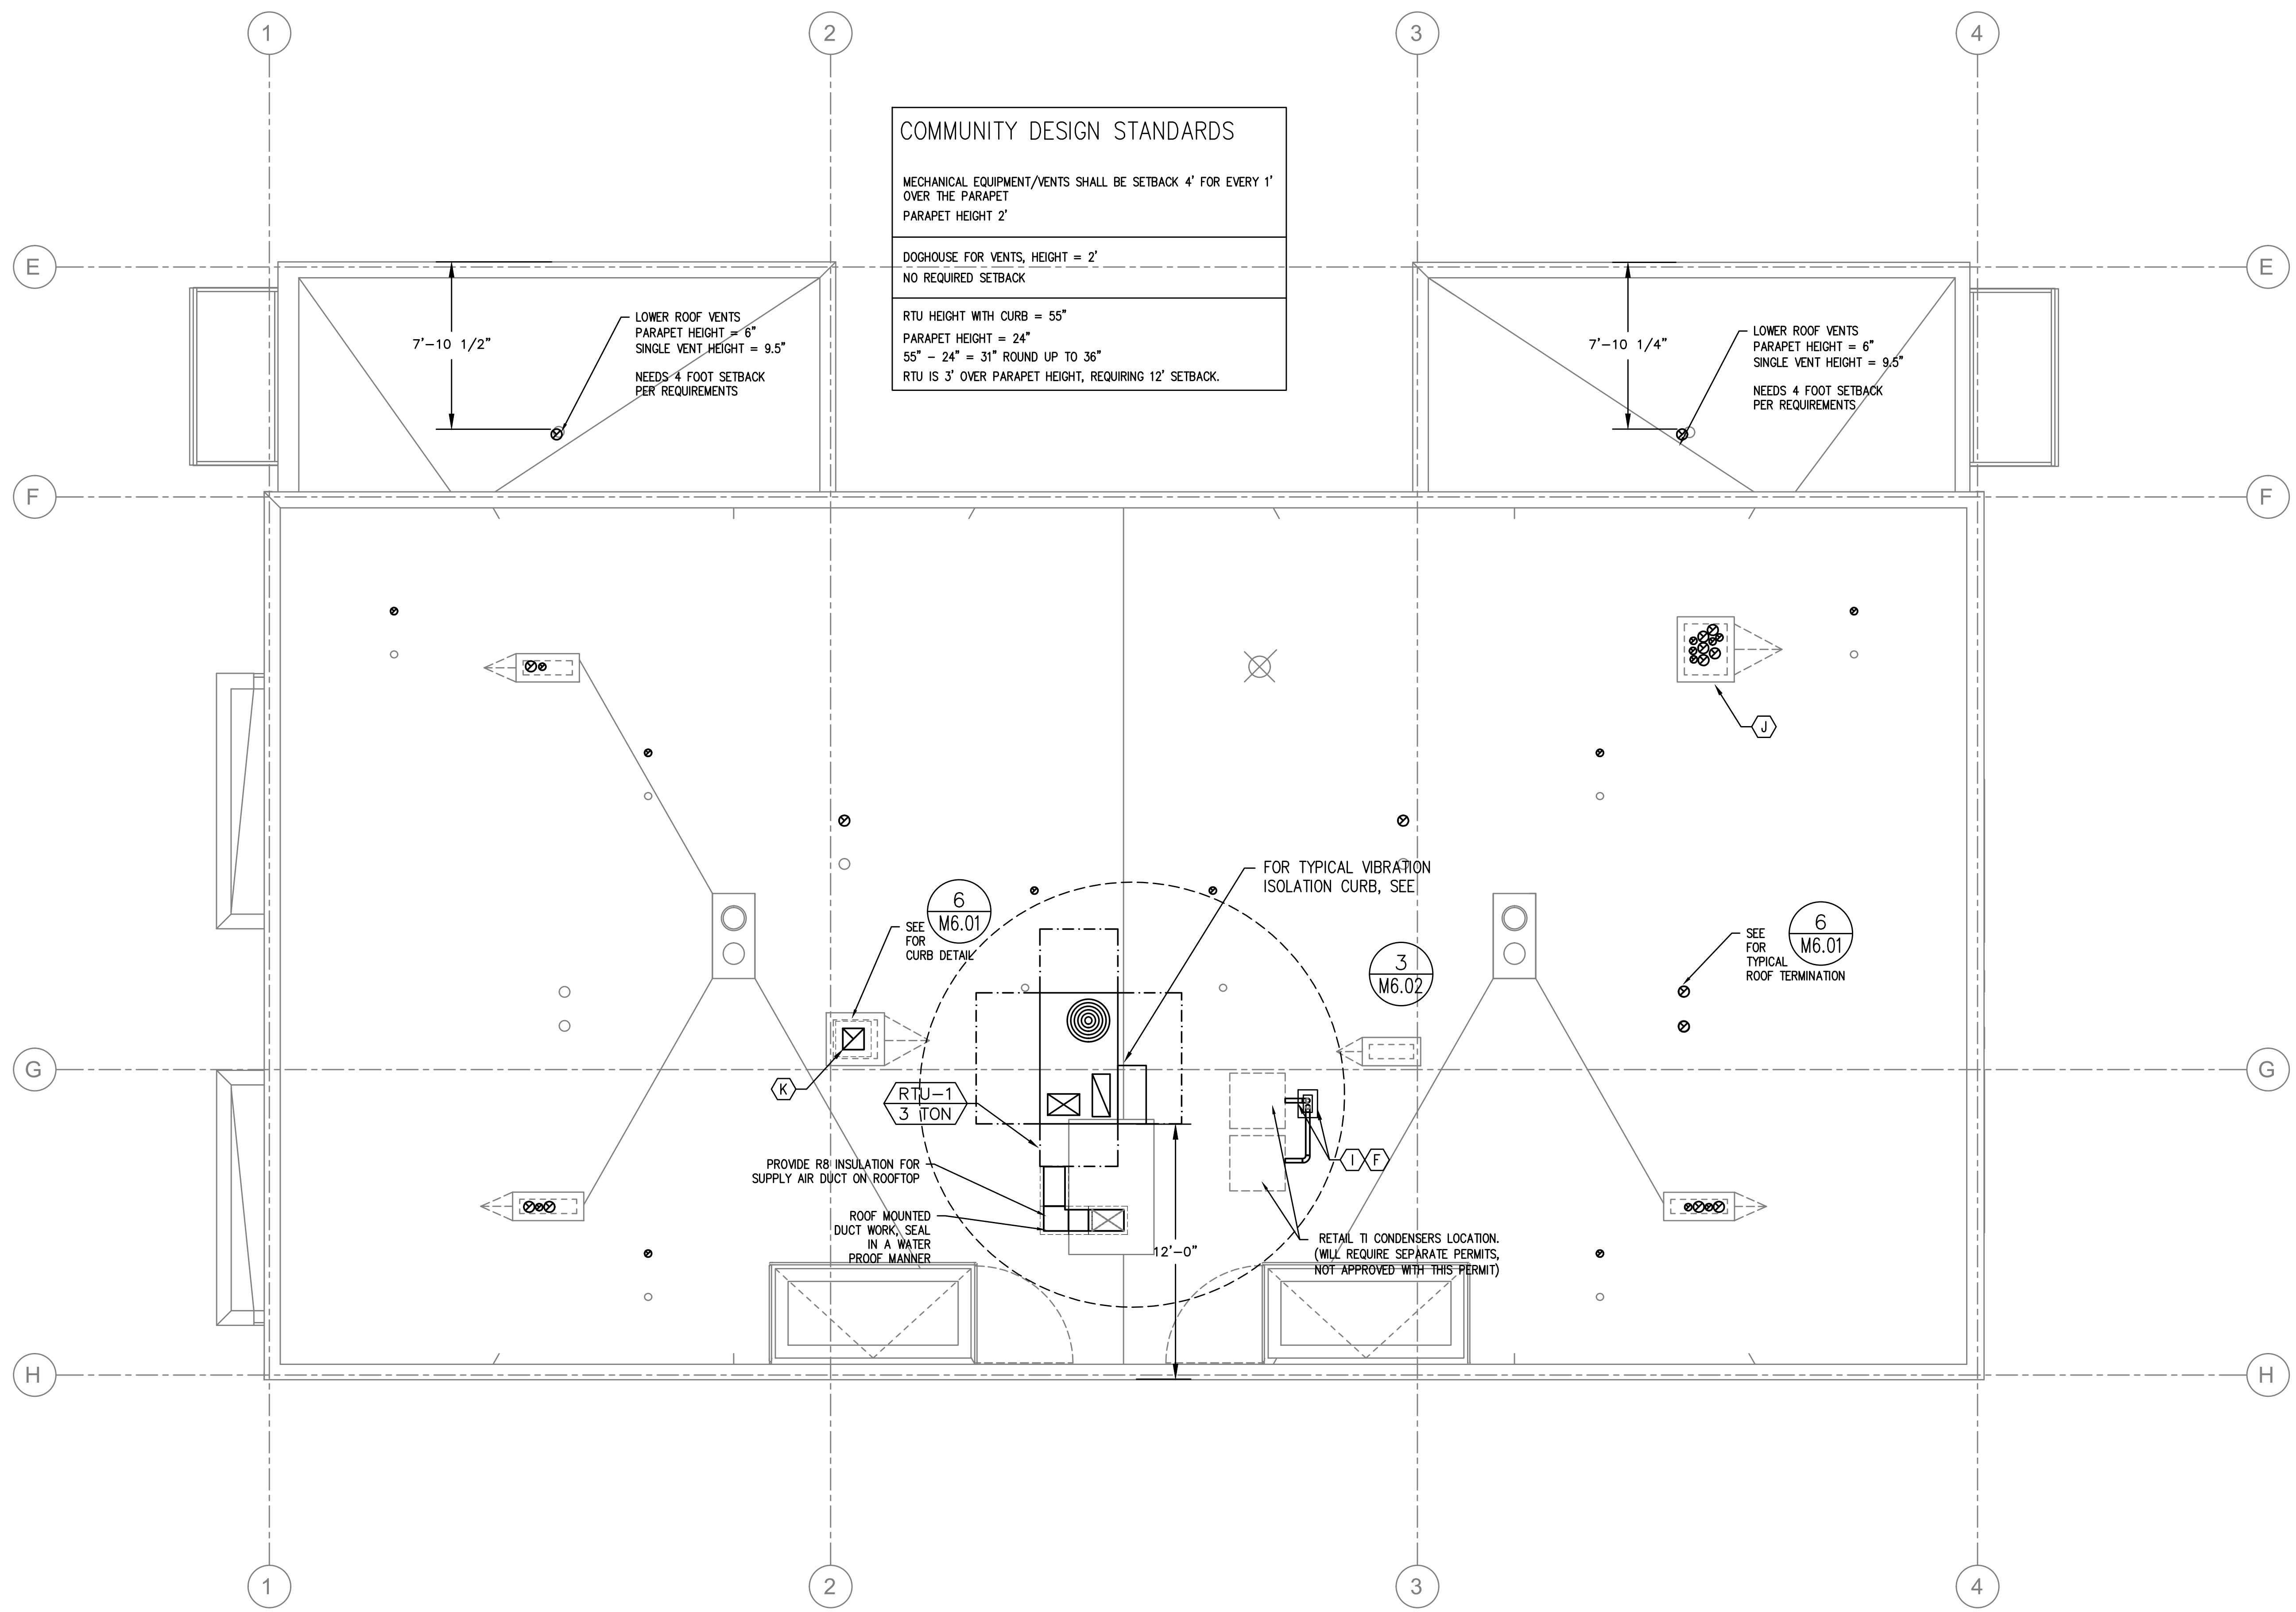 1
2
3
4
COMMUNITY DESIGN STANDARDS
MECHANICAL EQUIPMENT/VENTS SHALL BE SETBACK 4' FOR EVERY 1'
OVER THE PARAPET
PARAPET HEIGHT 2'
DOGHOUSE FOR VENTS, HEIGHT = 2'
NO REQUIRED SETBACK
RTU HEIGHT WITH CURB = 55"
PARAPET HEIGHT = 24"
55" - 24" = 31" ROUND UP TO 36"
RTU IS 3' OVER PARAPET HEIGHT, REQUIRING 12' SETBACK.
E
E
7'-10 1/2"
LOWER ROOF VENTS
PARAPET HEIGHT = 6"
SINGLE VENT HEIGHT = 9.5"
NEEDS 4 FOOT SETBACK
PER REQUIREMENTS
7'-10 1/4"
LOWER ROOF VENTS
PARAPET HEIGHT = 6"
SINGLE VENT HEIGHT = 9.5"
NEEDS 4 FOOT SETBACK
PER REQUIREMENTS
F
F
J
FOR TYPICAL VIBRATION
ISOLATION CURB, SEE
3
M6.02
SEE
FOR
CURB DETAIL
6
M6.01
SEE
FOR
TYPICAL
ROOF TERMINATION
6
M6.01
G
G
K
RTU-1
3 TON
I
F
PROVIDE R8 INSULATION FOR
SUPPLY AIR DUCT ON ROOFTOP
ROOF MOUNTED
DUCT WORK, SEAL
IN A WATER
PROOF MANNER
12'-0"
RETAIL TI CONDENSERS LOCATION.
(WILL REQUIRE SEPARATE PERMITS,
NOT APPROVED WITH THIS PERMIT)
H
H
1
2
3
4